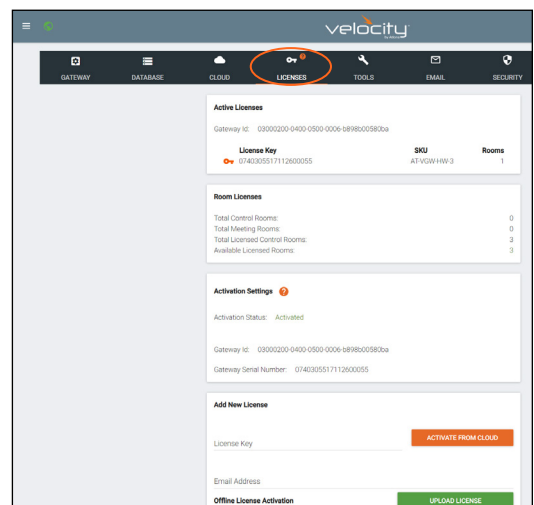 velocity
GATEWAY DATABASE CLOUD LICENSES TOOLS EMAIL SECURITY
Active Licenses
Gateway Id: 03000200-0400-0500-0006-b898b00580ba
License Key SKU Rooms
0740305517112600055 AT-VGW-HW-3 1
Room Licenses
Total Control Rooms: 0
Total Meeting Rooms: 0
Total Licensed Control Rooms: 3
Available Licensed Rooms: 3
Activation Settings ?
Activation Status: Activated
Gateway Id: 03000200-0400-0500-0006-b898b00580ba
Gateway Serial Number: 0740305517112600055
Add New License
License Key
ACTIVATE FROM CLOUD
Email Address
Offline License Activation UPLOAD LICENSE